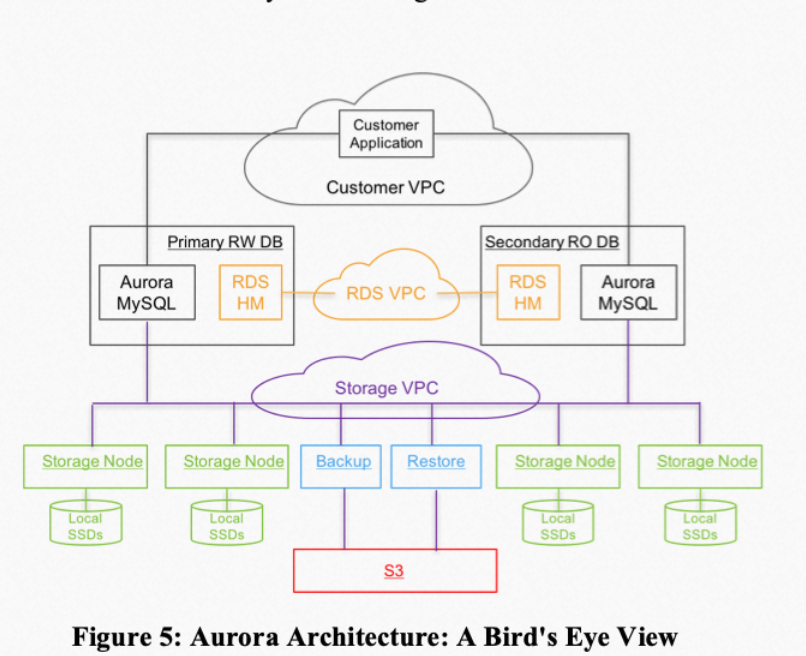 Customer
Application
Customer VPC
Primary RW DB
Secondary RO DB
Aurora
MySQL
RDS
HM
RDS VPC
RDS
HM
Aurora
MySQL
Storage VPC
Storage Node
Storage Node
Backup
Restore
Storage Node
Storage Node
Local
SSDs
Local
SSDs
Local
SSDs
Local
SSDs
S3
Figure 5: Aurora Architecture: A Bird's Eye View